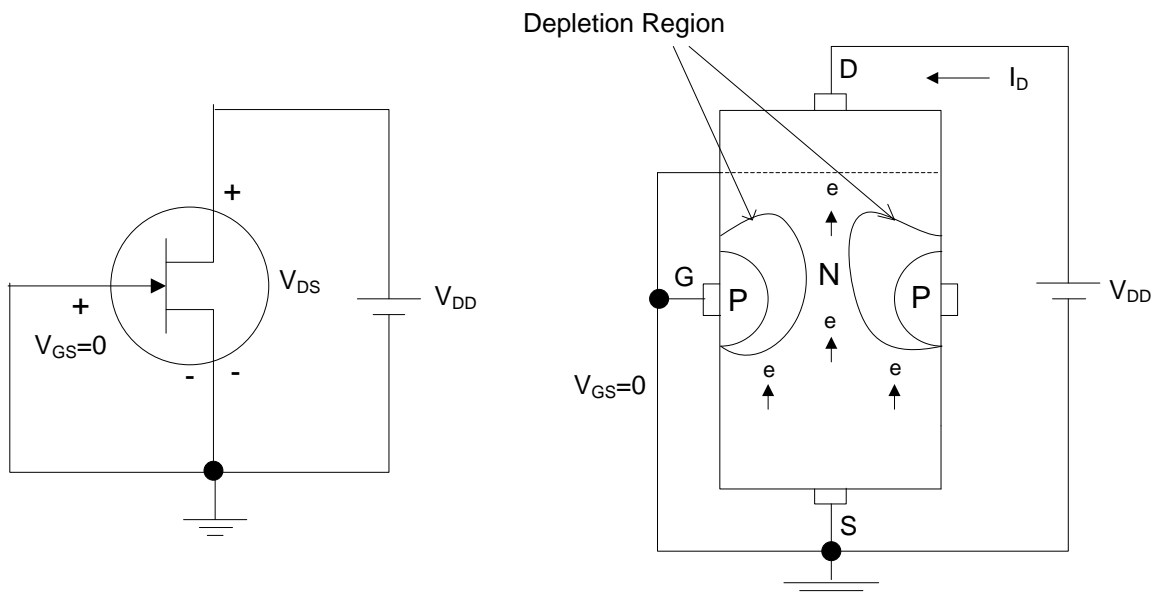 Depletion Region
D
I_D
+
e
V_DS
V_DD
+
V_GS=0
-
-
G
P
N
P
V_DD
e
V_GS=0
e
e
S